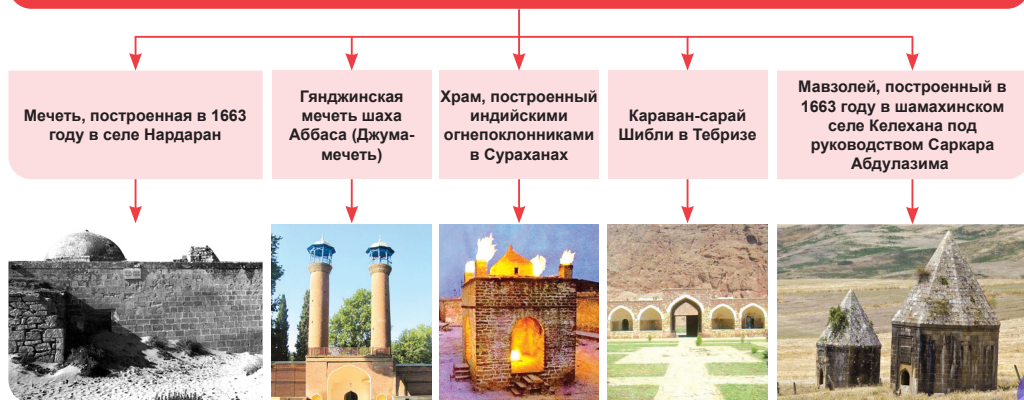 Мечеть, построенная в 1663
году в селе Нардаран
Гянджинская
мечеть шаха
Аббаса (Джума-
мечеть)
Храм, построенный
индийскими
огнепоклонниками
в Сураханах
Караван-сарай
Шибли в Тебризе
Мавзолей, построенный в
1663 году в шамахинском
селе Келехана под
руководством Саркара
Абдулазима